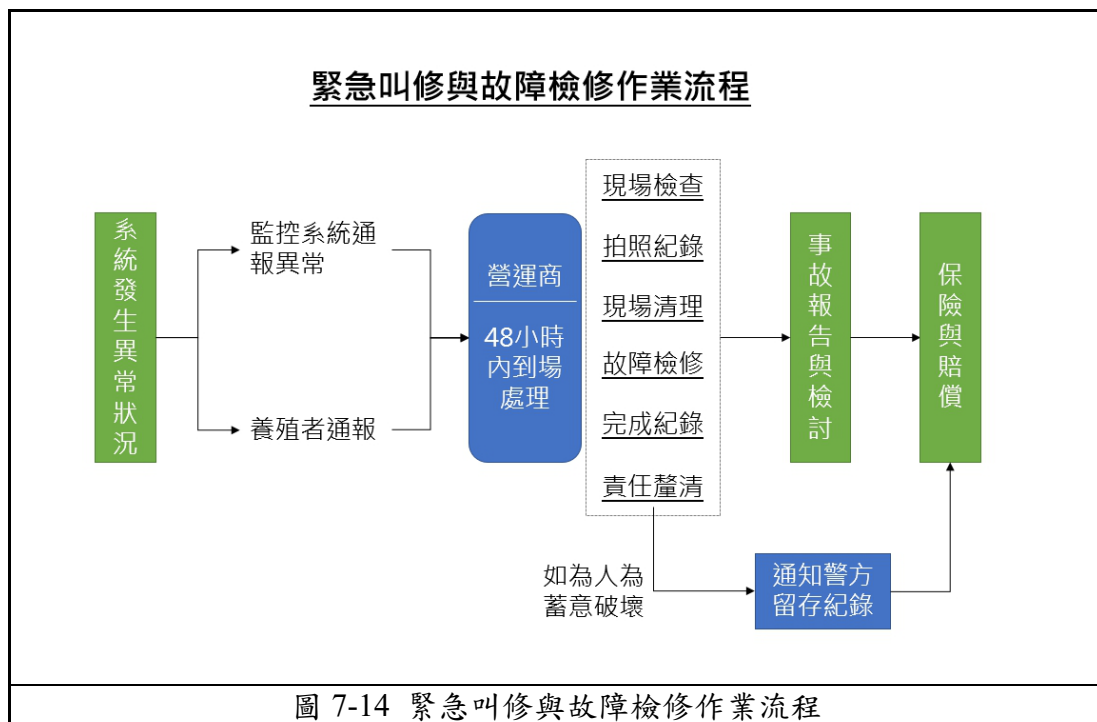 緊急叫修與故障檢修作業流程
系統發生異常狀況
監控系統通
報異常
養殖者通報
營運商
48小時
內到場
處理
現場檢查
拍照紀錄
現場清理
故障檢修
完成紀錄
責任釐清
事故報告與檢討
保險與賠償
如為人為
蓄意破壞
通知警方
留存紀錄
圖 7-14 緊急叫修與故障檢修作業流程